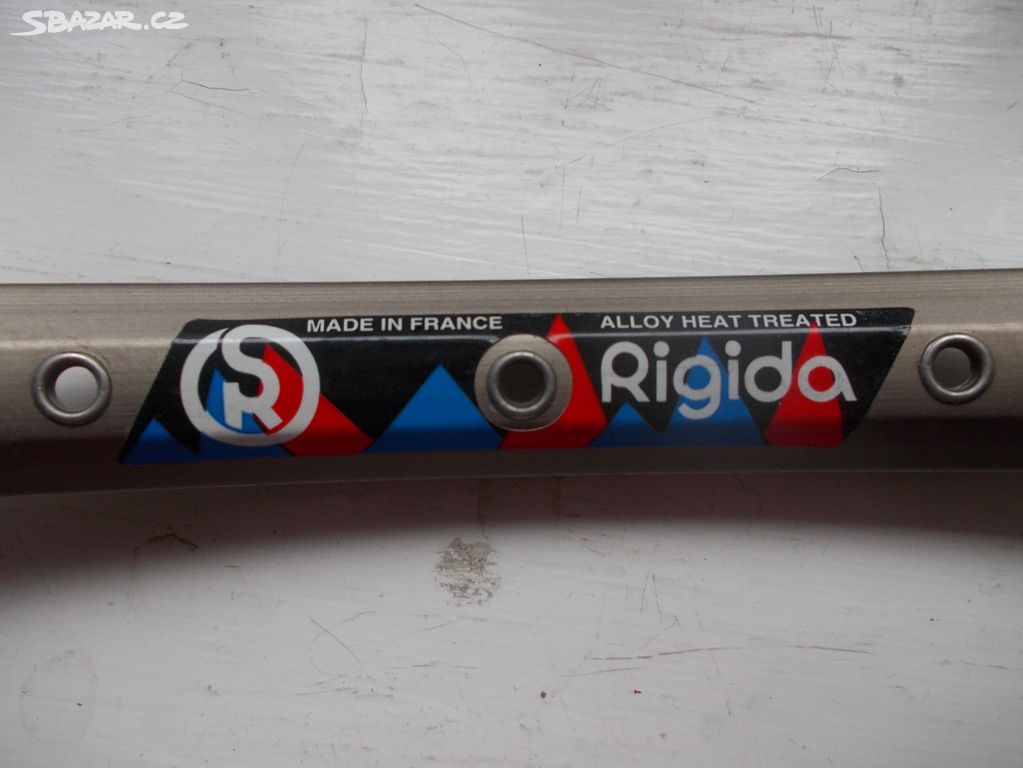 SBAZAR.CZ
MADE IN FRANCE
ALLOY HEAT TREATED
SR
Rigida